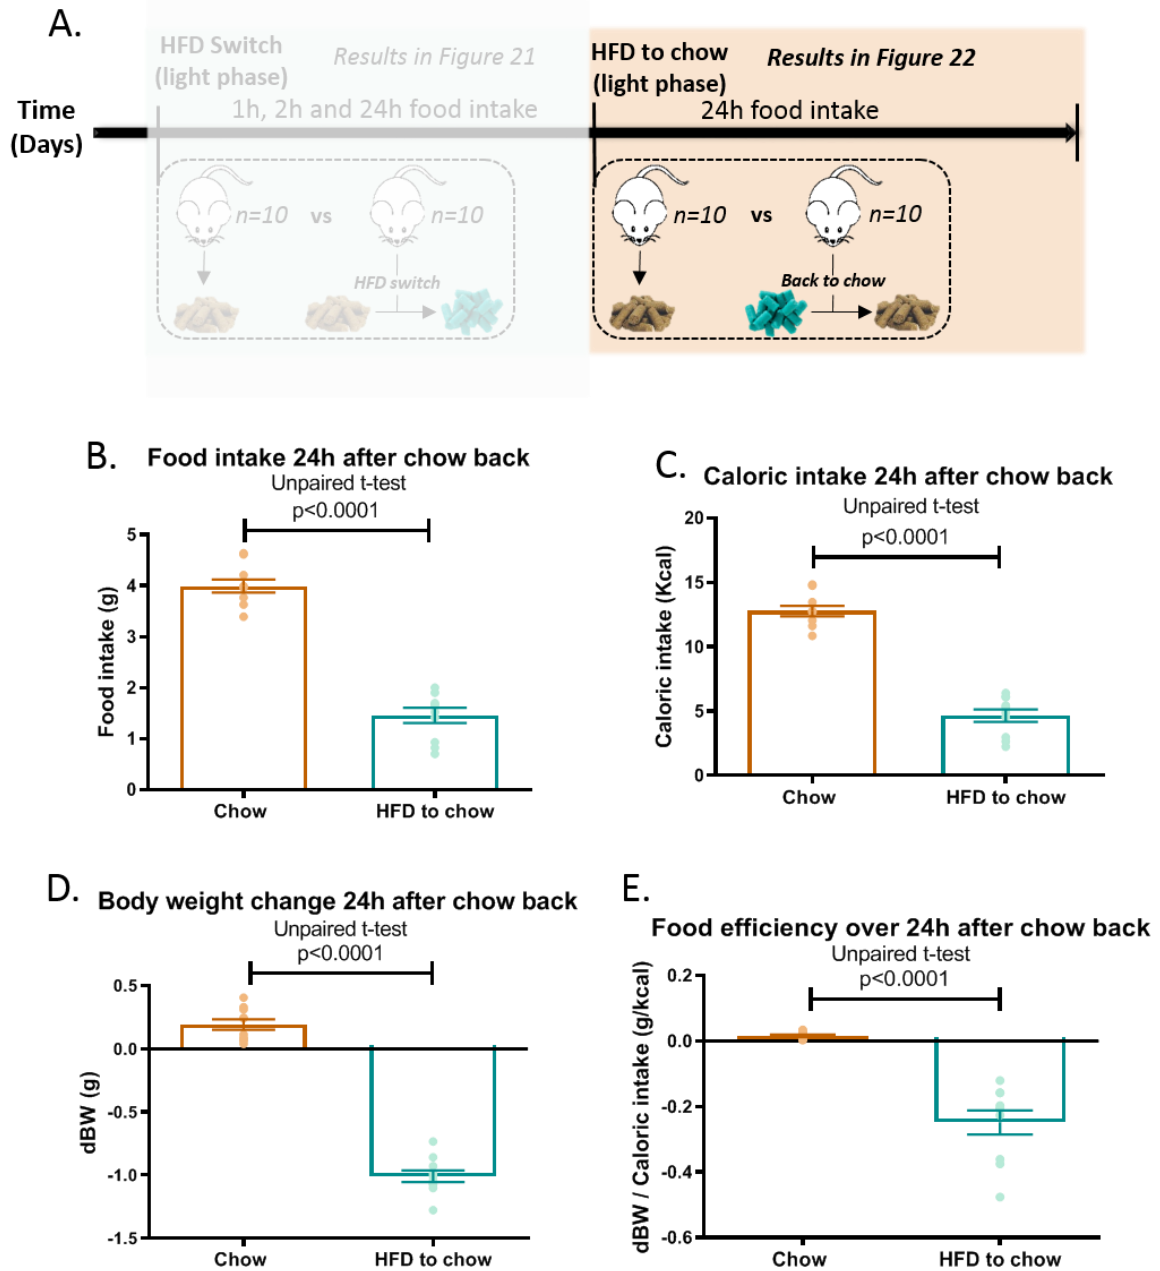 A.
HFD Switch
(light phase)
Results in Figure 21
HFD to chow
(light phase)
Results in Figure 22
Time
(Days)
1h, 2h and 24h food intake
24h food intake
n=10 vs n=10
n=10 vs n=10
HFD switch
Back to chow
B.
Food intake 24h after chow back
Unpaired t-test
p<0.0001
Food intake (g)
5
4
3
2
1
0
Chow
HFD to chow
C.
Caloric intake 24h after chow back
Unpaired t-test
p<0.0001
Caloric intake (Kcal)
20
15
10
5
0
Chow
HFD to chow
D.
Body weight change 24h after chow back
Unpaired t-test
p<0.0001
dBW (g)
0.5
0.0
-0.5
-1.0
-1.5
Chow
HFD to chow
E.
Food efficiency over 24h after chow back
Unpaired t-test
p<0.0001
dBW / Caloric intake (g/kcal)
0.2
0.0
-0.2
-0.4
-0.6
Chow
HFD to chow